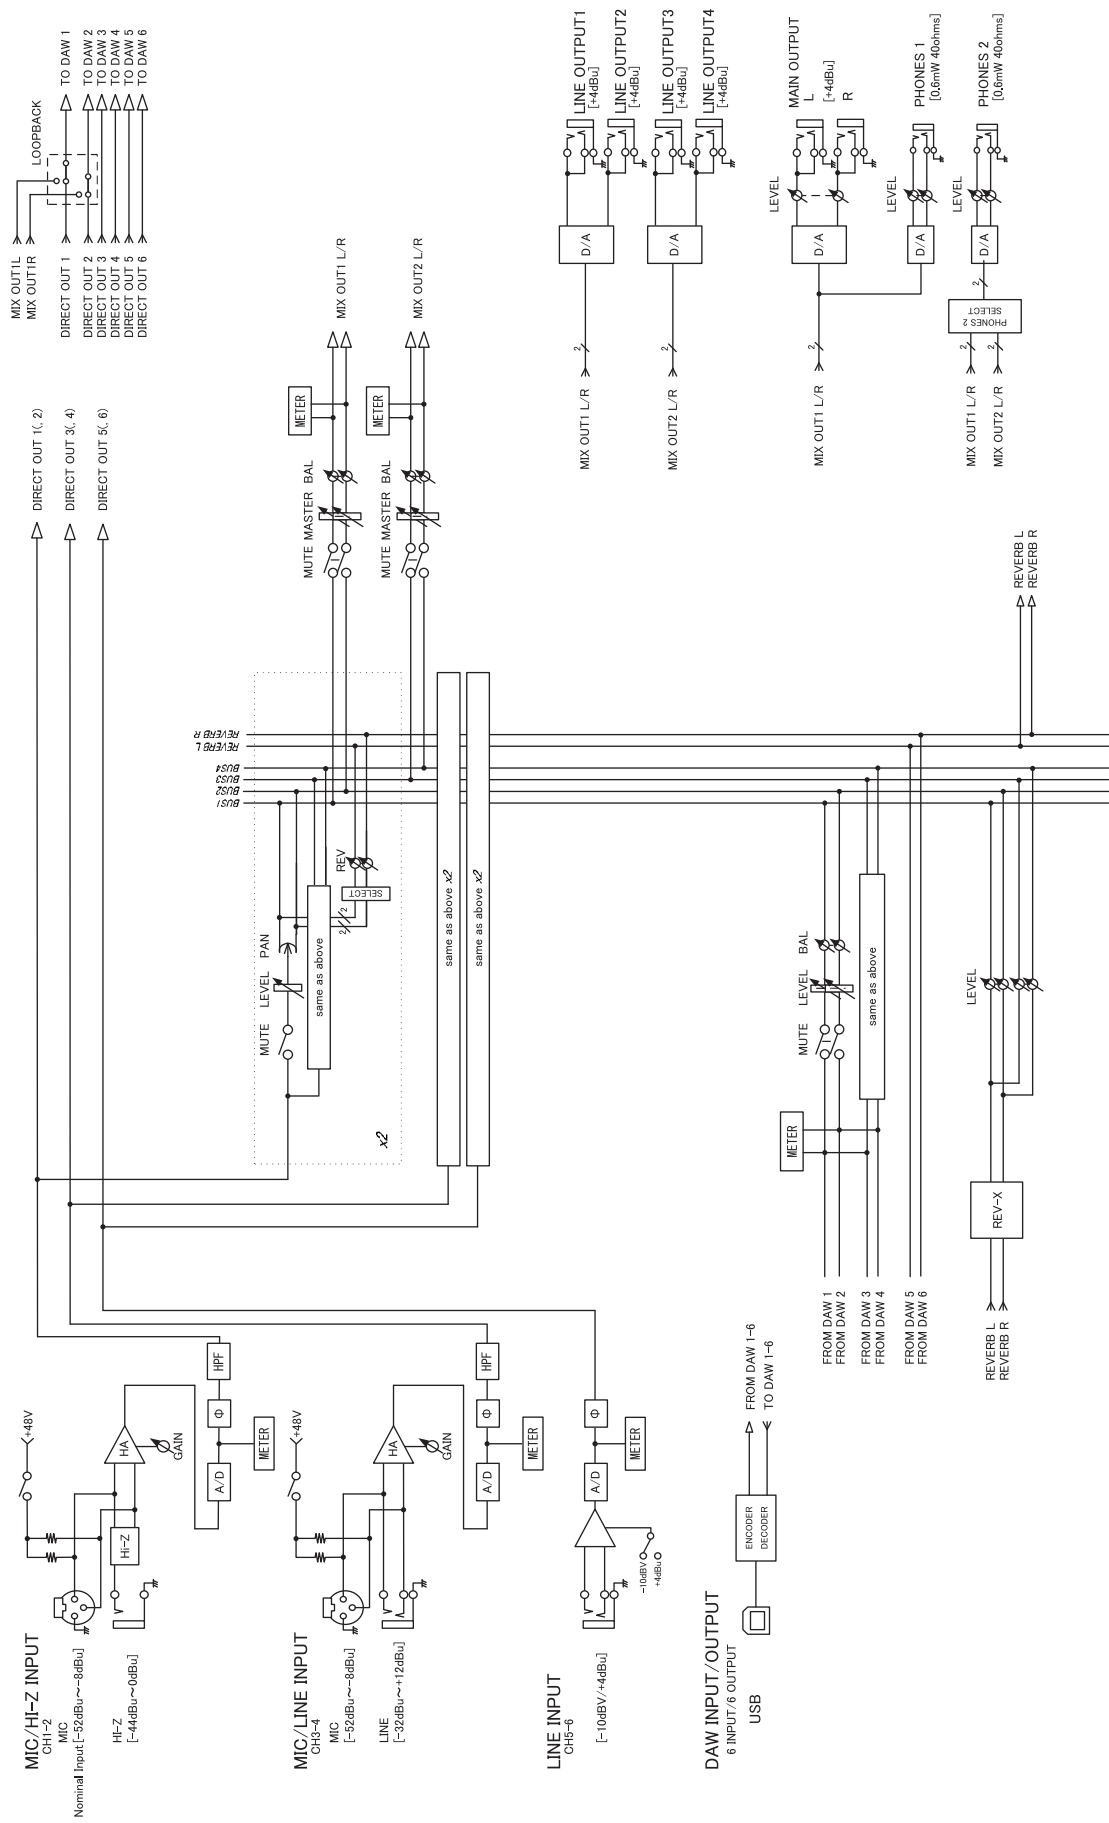 MIC/HI-Z INPUT
CH1-2
MIC
Nominal Input [-52dBu～-8dBu]
HI-Z
[-44dBu～0dBu]
+48V
Hi-Z
HA
GAIN
A/D
METER
Φ
HPF
MIC/LINE INPUT
CH3-4
MIC
[-52dBu～-8dBu]
LINE
[-32dBu～+12dBu]
+48V
HA
GAIN
A/D
METER
Φ
HPF
LINE INPUT
CH5-6
[-10dBV/+4dBu]
-10dBV
+4dBu
A/D
METER
Φ
DAW INPUT/OUTPUT
6 INPUT/6 OUTPUT
USB
ENCODER
DECODER
FROM DAW 1-6
TO DAW 1-6
DIRECT OUT 1(, 2)
DIRECT OUT 3(, 4)
DIRECT OUT 5(, 6)
MUTE
LEVEL
PAN
same as above
x2
SELECT
2
2
REV
same as above x2
same as above x2
BUS1
BUS2
BUS3
BUS4
REVERB L
REVERB R
MUTE MASTER BAL
METER
MIX OUT1 L/R
MUTE MASTER BAL
METER
MIX OUT2 L/R
FROM DAW 1
FROM DAW 2
FROM DAW 3
FROM DAW 4
FROM DAW 5
FROM DAW 6
METER
MUTE
LEVEL
BAL
same as above
REVERB L
REVERB R
REV-X
LEVEL
REVERB L
REVERB R
MIX OUT1L
MIX OUT1R
LOOPBACK
DIRECT OUT 1
DIRECT OUT 2
DIRECT OUT 3
DIRECT OUT 4
DIRECT OUT 5
DIRECT OUT 6
TO DAW 1
TO DAW 2
TO DAW 3
TO DAW 4
TO DAW 5
TO DAW 6
MIX OUT1 L/R
2
D/A
LINE OUTPUT1
[+4dBu]
LINE OUTPUT2
[+4dBu]
MIX OUT2 L/R
2
D/A
LINE OUTPUT3
[+4dBu]
LINE OUTPUT4
[+4dBu]
MIX OUT1 L/R
2
D/A
LEVEL
MAIN OUTPUT
L
[+4dBu]
R
D/A
LEVEL
PHONES 1
[0.6mW 40ohms]
MIX OUT1 L/R
MIX OUT2 L/R
2
2
PHONES 2
SELECT
2
D/A
LEVEL
PHONES 2
[0.6mW 40ohms]